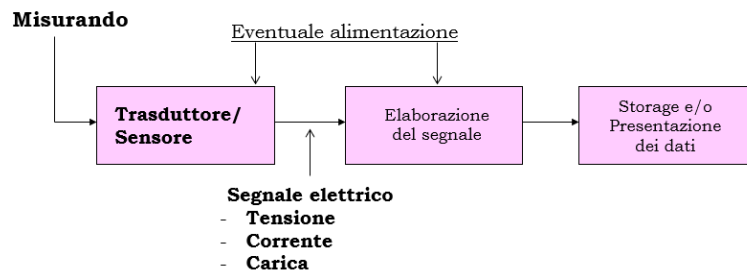 Misurando
Eventuale alimentazione
Trasduttore/
Sensore
Elaborazione
del segnale
Storage e/o
Presentazione
dei dati
Segnale elettrico
- Tensione
- Corrente
- Carica